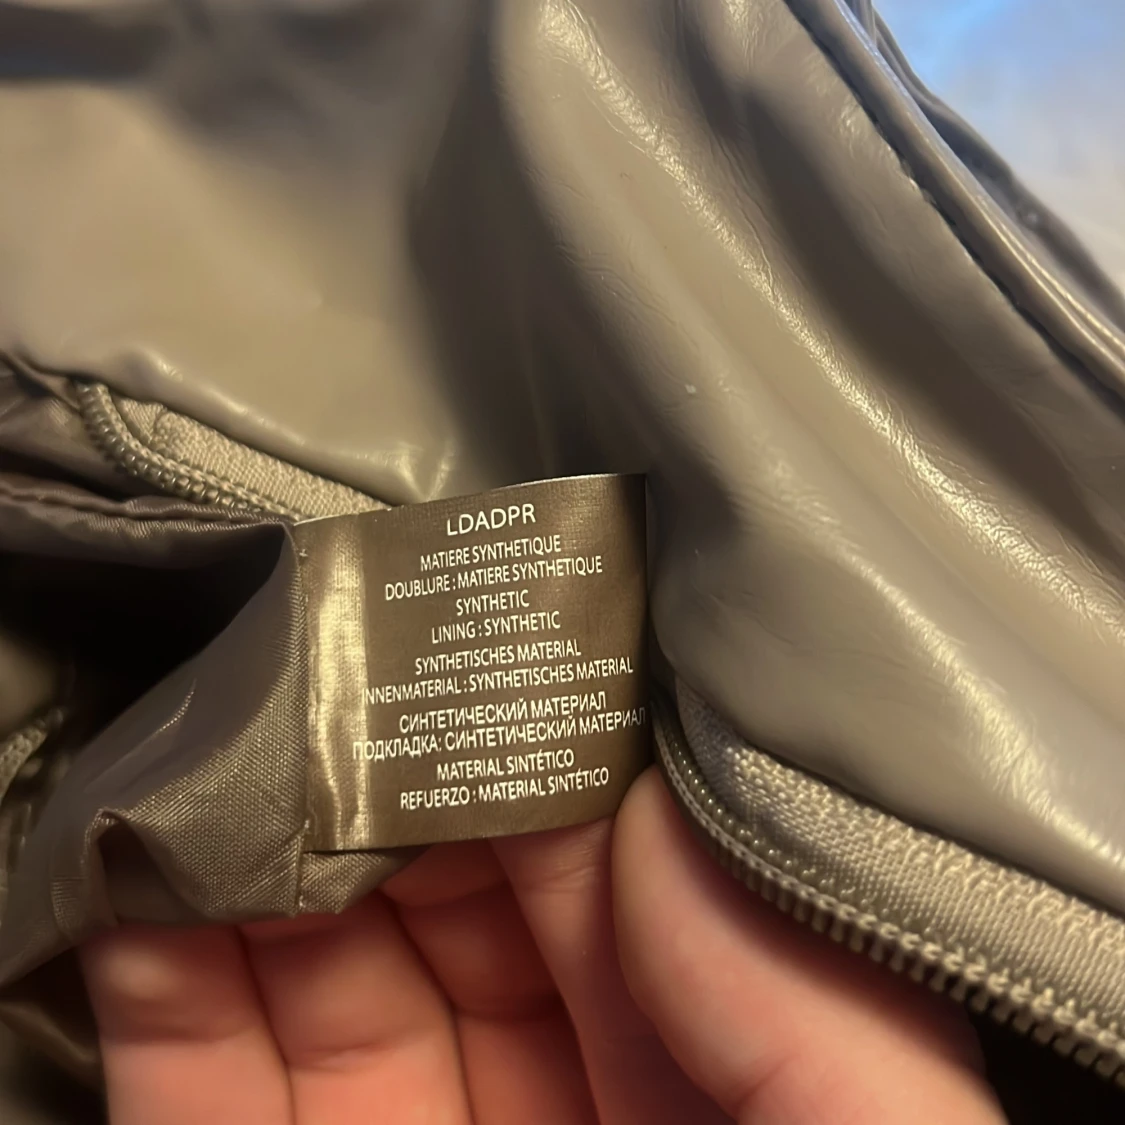 LDADPR
MATIERE SYNTHETIQUE
DOUBLURE : MATIERE SYNTHETIQUE
SYNTHETIC
LINING : SYNTHETIC
SYNTHETISCHES MATERIAL
INNENMATERIAL : SYNTHETISCHES MATERIAL
СИНТЕТИЧЕСКИЙ МАТЕРИАЛ
ПОДКЛАДКА: СИНТЕТИЧЕСКИЙ МАТЕРИАЛ
MATERIAL SINTÉTICO
REFUERZO : MATERIAL SINTÉTICO